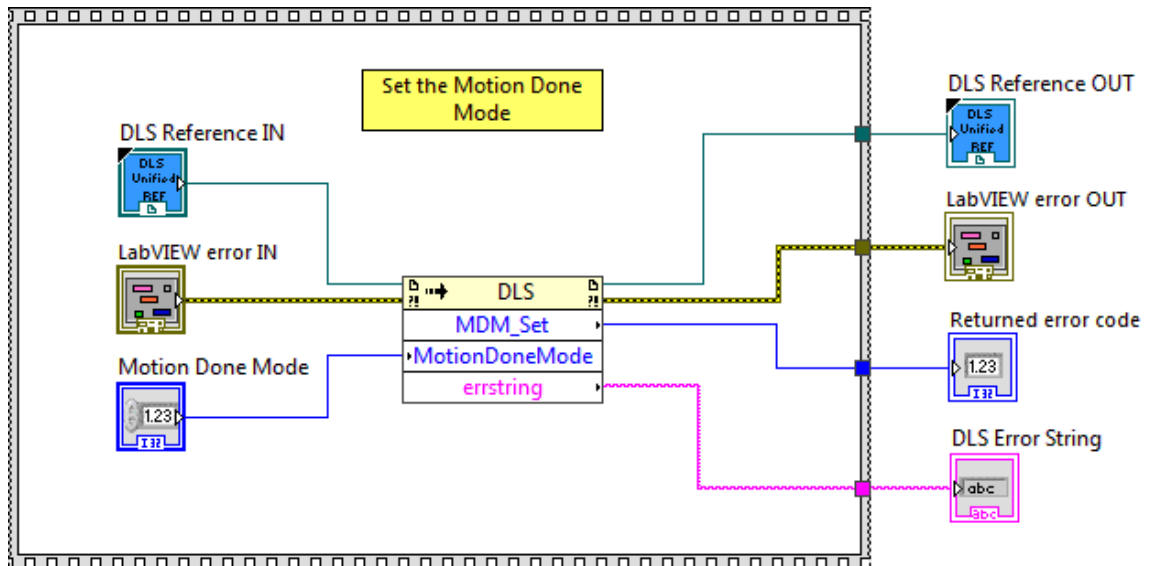 Set the Motion Done
Mode
DLS Reference IN
DLS
Unified
REF
LabVIEW error IN
?!
DLS
?!
MDM_Set
MotionDoneMode
errstring
Motion Done Mode
1.23
I32
DLS Reference OUT
DLS
Unified
REF
LabVIEW error OUT
Returned error code
1.23
I32
DLS Error String
abc
abc